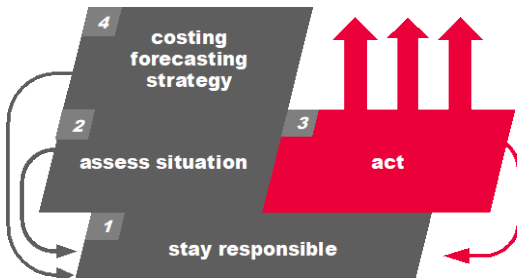 4
costing
forecasting
strategy
2
assess situation
3
act
1
stay responsible